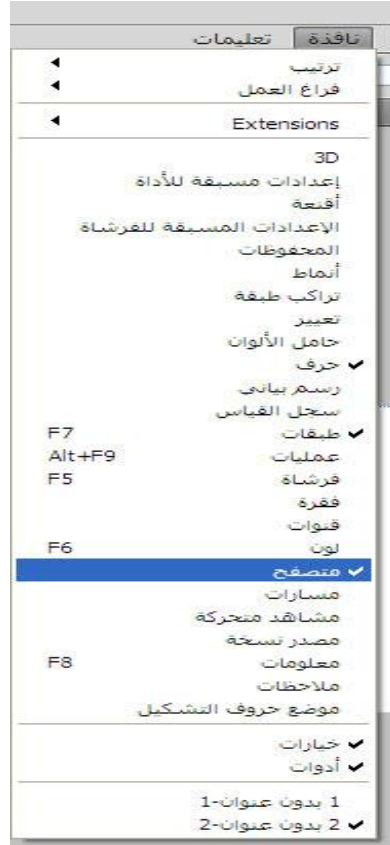 نافذة تعليمات
ترتيب
فراغ العمل
Extensions
3D
إعدادات مسبقة للأداة
أقنعة
الإعدادات المسبقة للفرشاة
المحفوظات
أنماط
تراكب طبقة
تعيير
حامل الألوان
حرف
رسم بيانى
سجل القياس
طبقات F7
عمليات Alt+F9
فرشاة F5
فقرة
قنوات
لون F6
متصفح
مسارات
مشاهد متحركة
مصدر نسخة
معلومات F8
ملاحظات
موضع حروف التشكيل
خيارات
أدوات
1 بدون عنوان-1
2 بدون عنوان-2